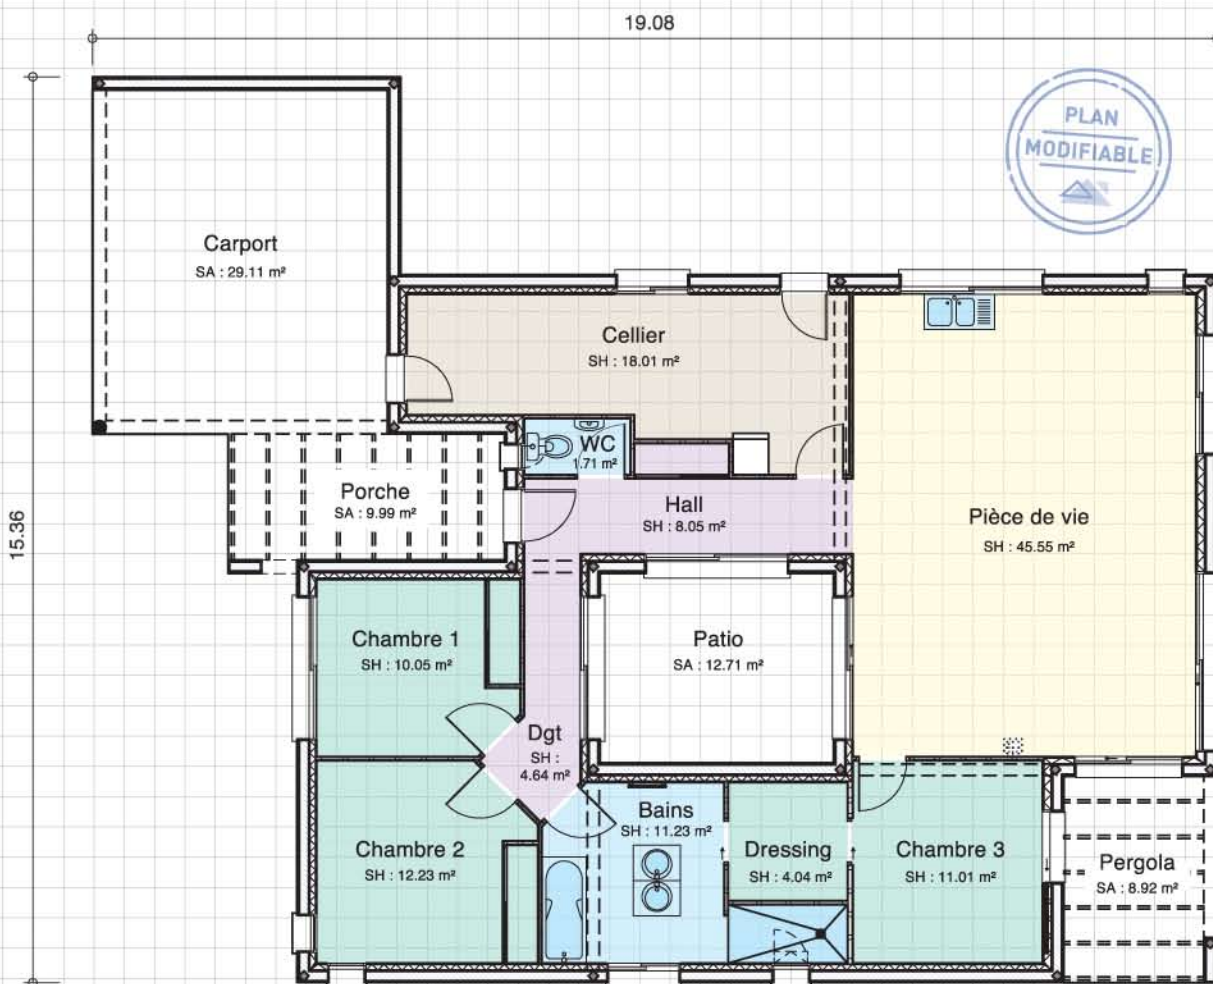 19.08
PLAN
MODIFIABLE
Carport
SA : 29.11 m²
Cellier
SH : 18.01 m²
WC
1.71 m²
Porche
SA : 9.99 m²
Hall
SH : 8.05 m²
Pièce de vie
SH : 45.55 m²
15.36
Chambre 1
SH : 10.05 m²
Patio
SA : 12.71 m²
Dgt
SH :
4.64 m²
Bains
SH : 11.23 m²
Chambre 2
SH : 12.23 m²
Dressing
SH : 4.04 m²
Chambre 3
SH : 11.01 m²
Pergola
SA : 8.92 m²